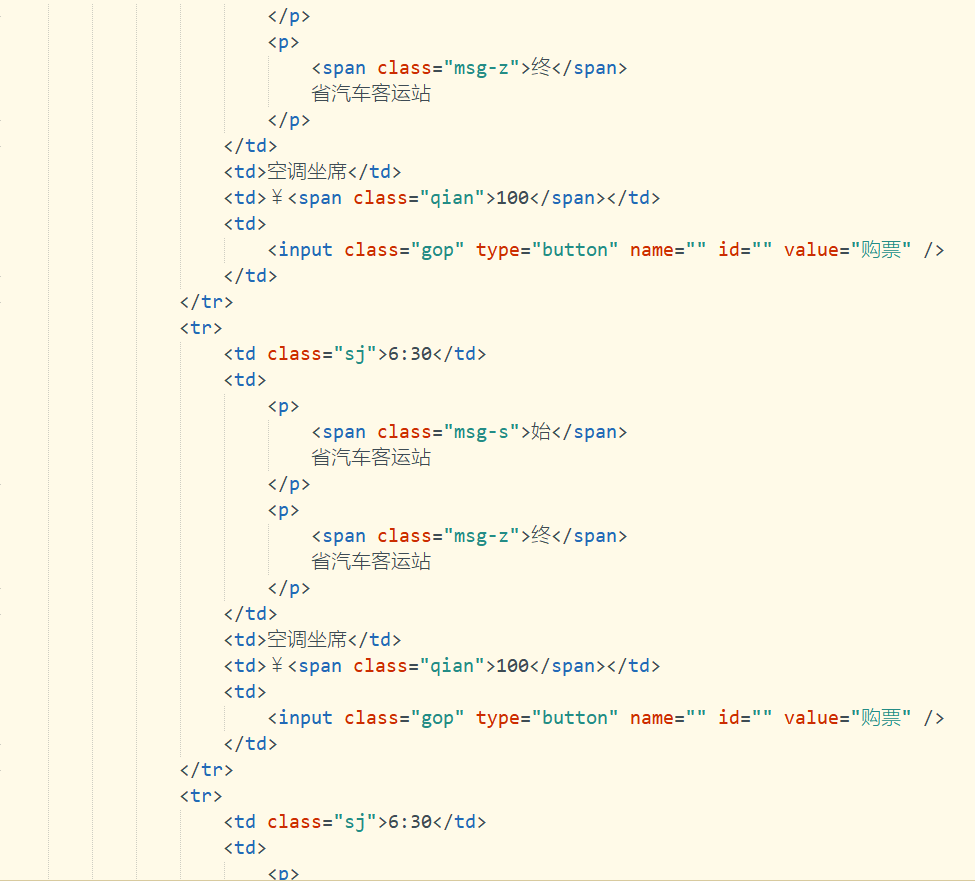 </p>
<p>
<span class="msg-z">终</span>
省汽车客运站
</p>
</td>
<td>空调坐席</td>
<td>¥<span class="qian">100</span></td>
<td>
<input class="gop" type="button" name="" id="" value="购票" />
</td>
</tr>
<tr>
<td class="sj">6:30</td>
<td>
<p>
<span class="msg-s">始</span>
省汽车客运站
</p>
<p>
<span class="msg-z">终</span>
省汽车客运站
</p>
</td>
<td>空调坐席</td>
<td>¥<span class="qian">100</span></td>
<td>
<input class="gop" type="button" name="" id="" value="购票" />
</td>
</tr>
<tr>
<td class="sj">6:30</td>
<td>
<p>